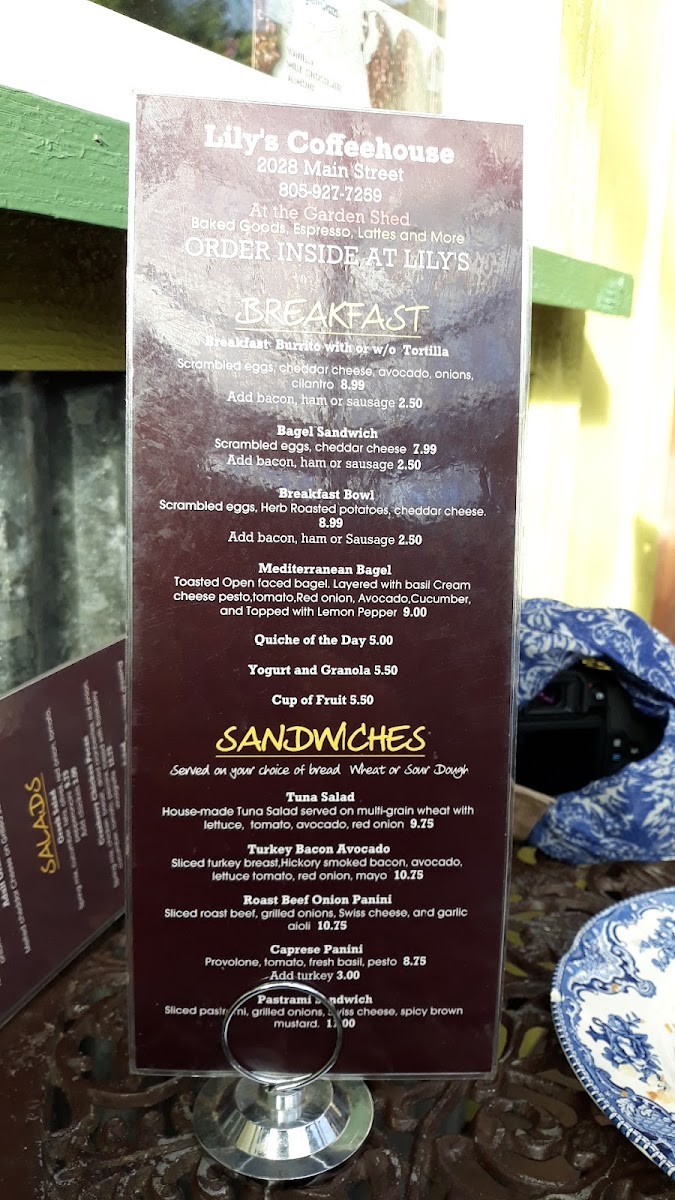 Lily's Coffeehouse
2028 Main Street
805-927-7259
At the Garden Shed
Baked Goods, Espresso, Lattes and More
ORDER INSIDE AT LILY'S
BREAKFAST
Breakfast Burrito with or w/o Tortilla
Scrambled eggs, cheddar cheese, avocado, onions,
cilantro 8.99
Add bacon, ham or sausage 2.50
Bagel Sandwich
Scrambled eggs, cheddar cheese 7.99
Add bacon, ham or sausage 2.50
Breakfast Bowl
Scrambled eggs, Herb Roasted potatoes, cheddar cheese.
8.99
Add bacon, ham or Sausage 2.50
Mediterranean Bagel
Toasted Open faced bagel. Layered with basil Cream
cheese pesto,tomato,Red onion, Avocado,Cucumber,
and Topped with Lemon Pepper 9.00
Quiche of the Day 5.00
Yogurt and Granola 5.50
Cup of Fruit 5.50
SANDWICHES
Served on your choice of bread Wheat or Sour Dough
Tuna Salad
House-made Tuna Salad served on multi-grain wheat with
lettuce, tomato, avocado, red onion 9.75
Turkey Bacon Avocado
Sliced turkey breast,Hickory smoked bacon, avocado,
lettuce tomato, red onion, mayo 10.75
Roast Beef Onion Panini
Sliced roast beef, grilled onions, Swiss cheese, and garlic
aioli 10.75
Caprese Panini
Provolone, tomato, fresh basil, pesto 8.75
Add turkey 3.00
Pastrami Sandwich
Sliced pastrami, grilled onions, Swiss cheese, spicy brown
mustard.
SALADS